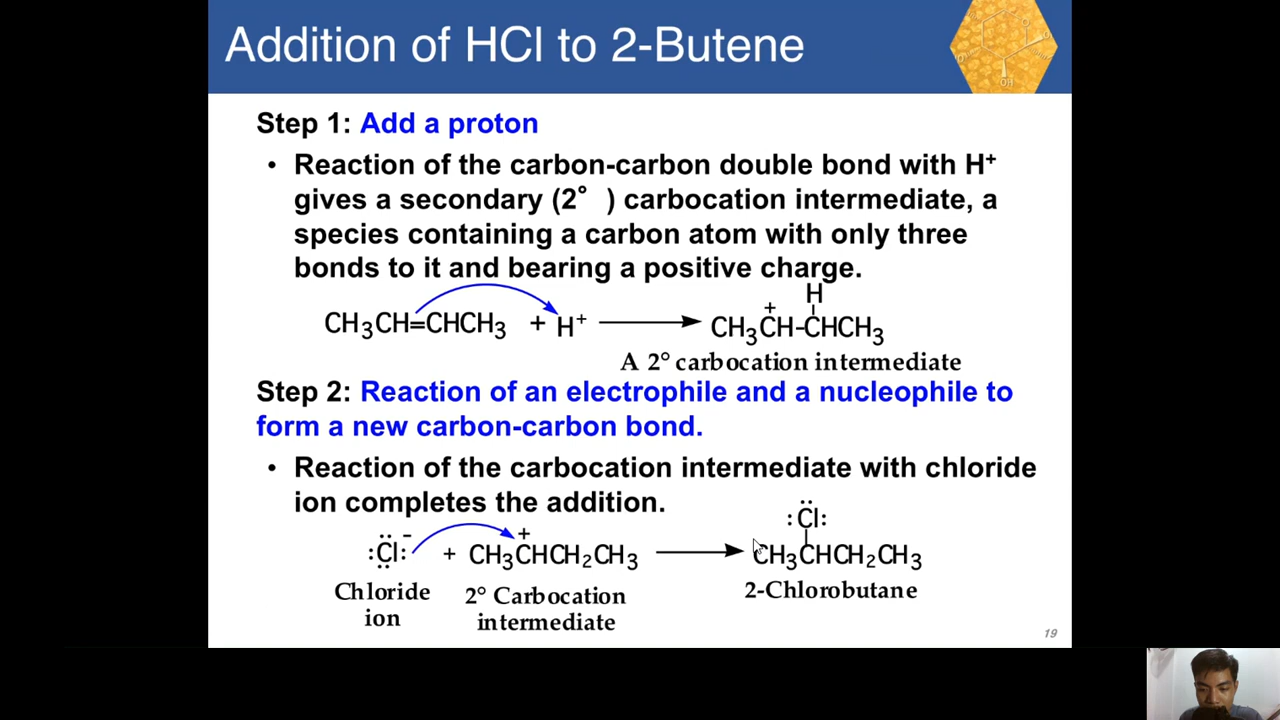 Addition of HCl to 2-Butene
Step 1: Add a proton
• Reaction of the carbon-carbon double bond with H⁺
gives a secondary (2° ) carbocation intermediate, a
species containing a carbon atom with only three
bonds to it and bearing a positive charge.
H
CH₃CH=CHCH₃ + H⁺ ⟶ CH₃C⁺H-CHCH₃
A 2° carbocation intermediate
Step 2: Reaction of an electrophile and a nucleophile to
form a new carbon-carbon bond.
• Reaction of the carbocation intermediate with chloride
ion completes the addition.
:Cl:
:Cl:⁻ + CH₃C⁺HCH₂CH₃ ⟶ CH₃CHCH₂CH₃
Chloride
ion
2° Carbocation
intermediate
2-Chlorobutane
19